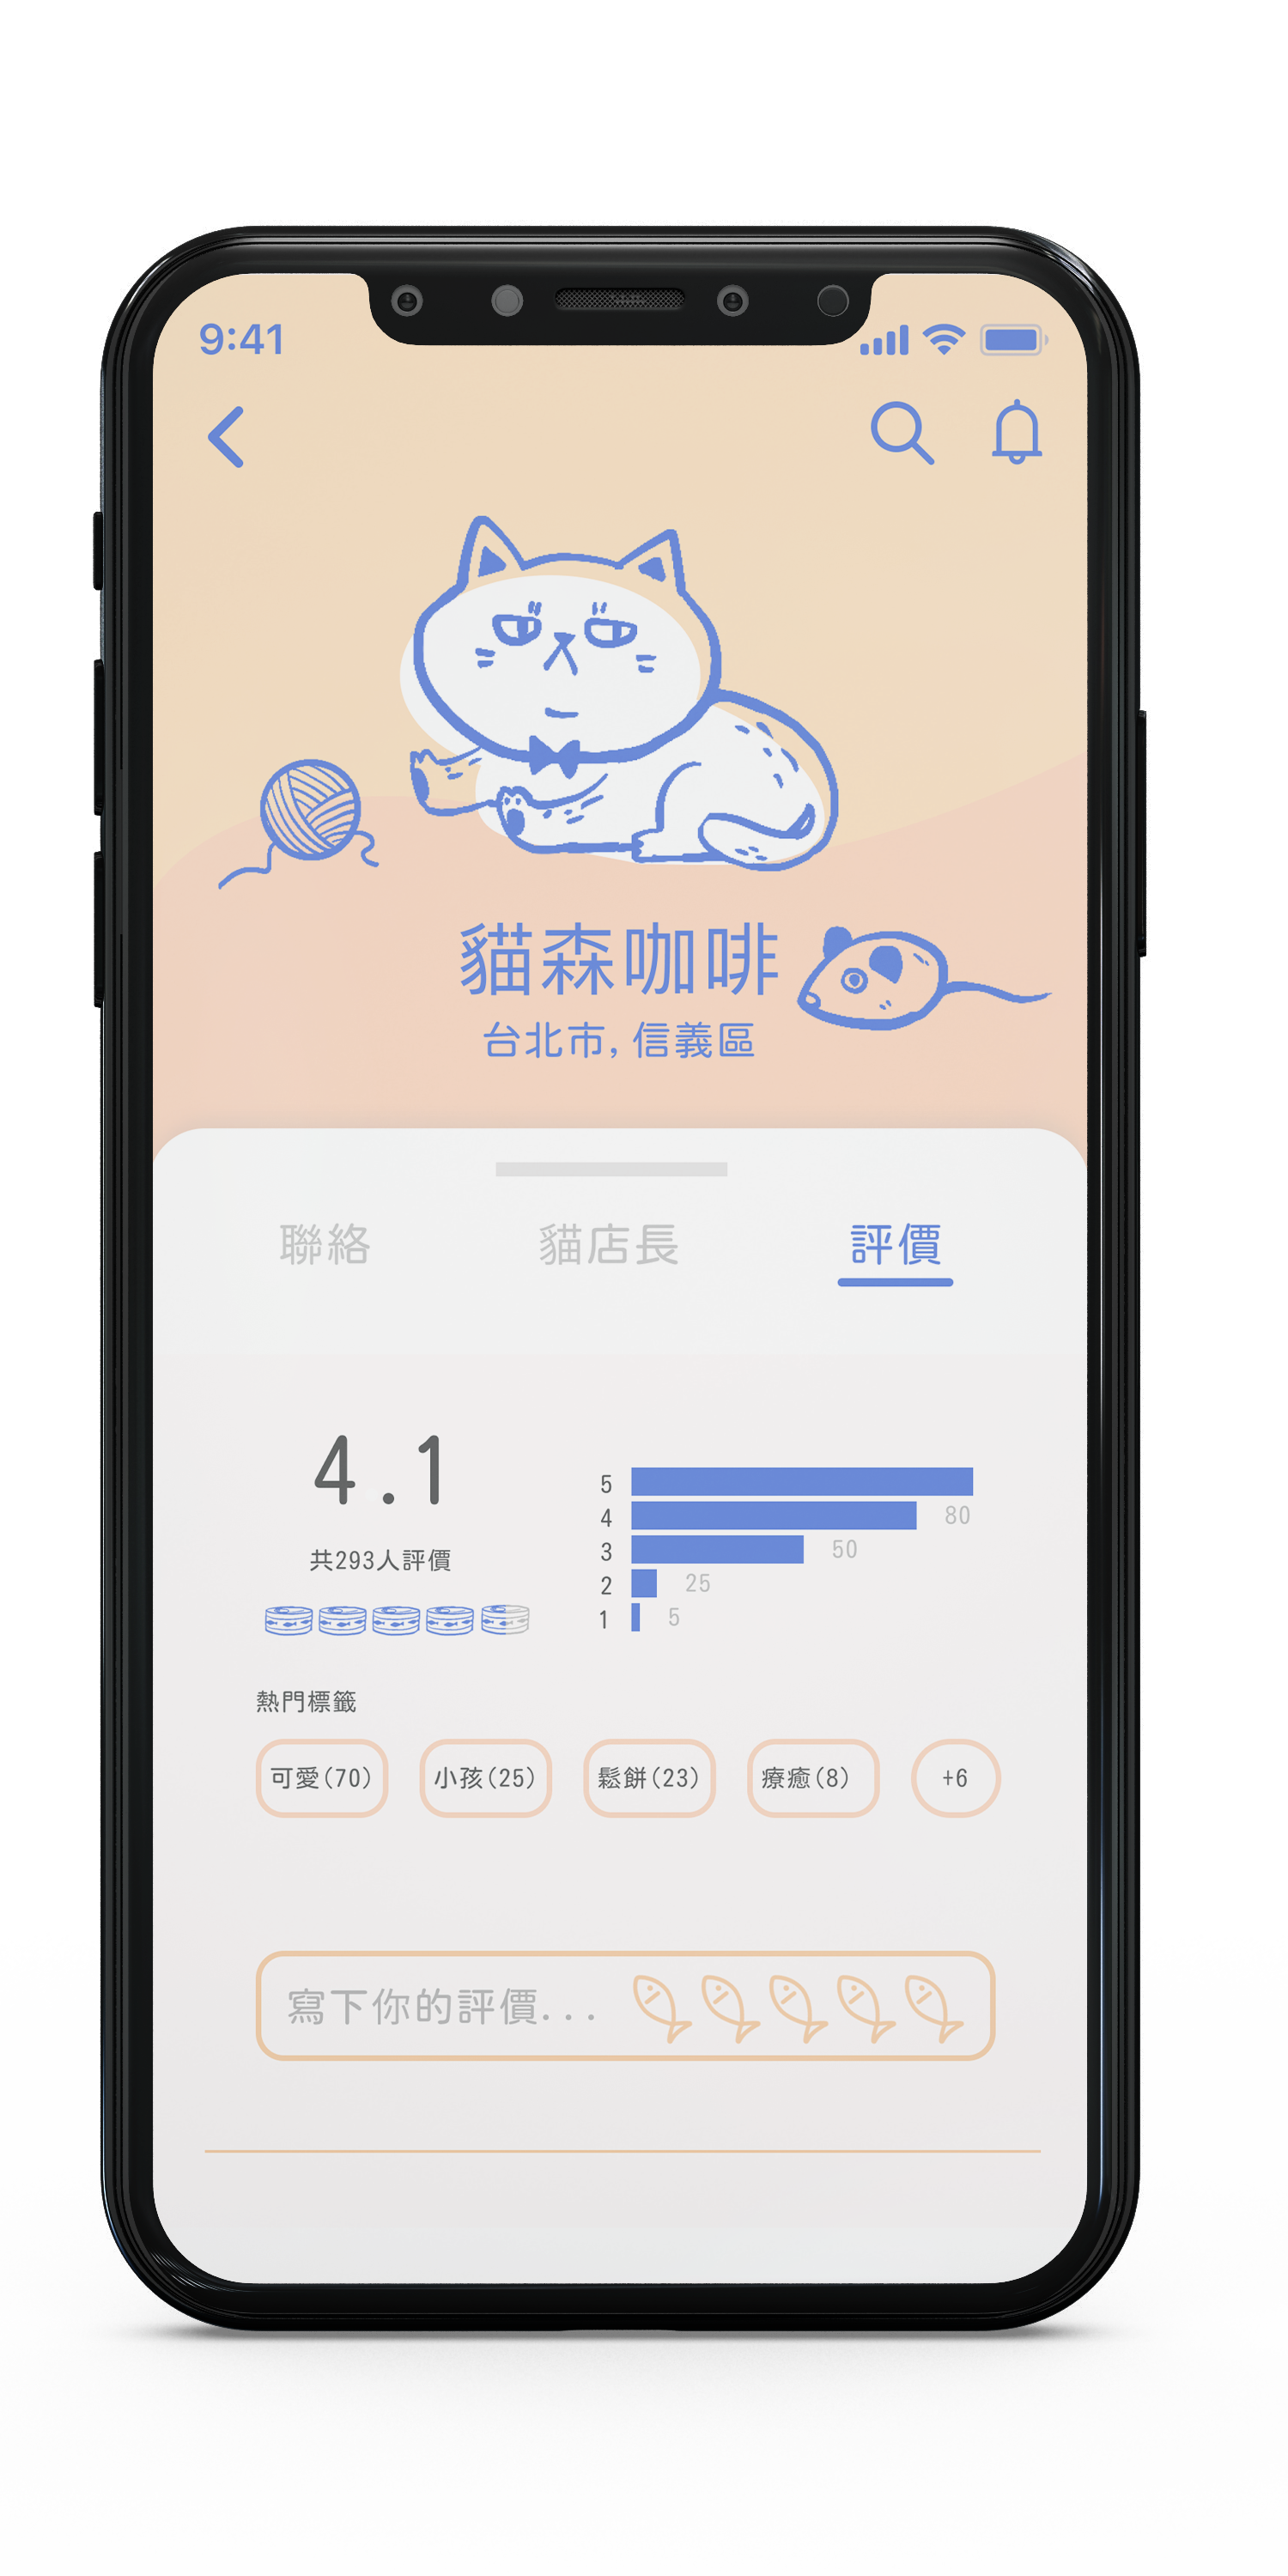 9:41
貓森咖啡
台北市, 信義區
聯絡 貓店長 評價
4.1
共293人評價
5
4 80
3 50
2 25
1 5
熱門標籤
可愛(70) 小孩(25) 鬆餅(23) 療癒(8) +6
寫下你的評價...